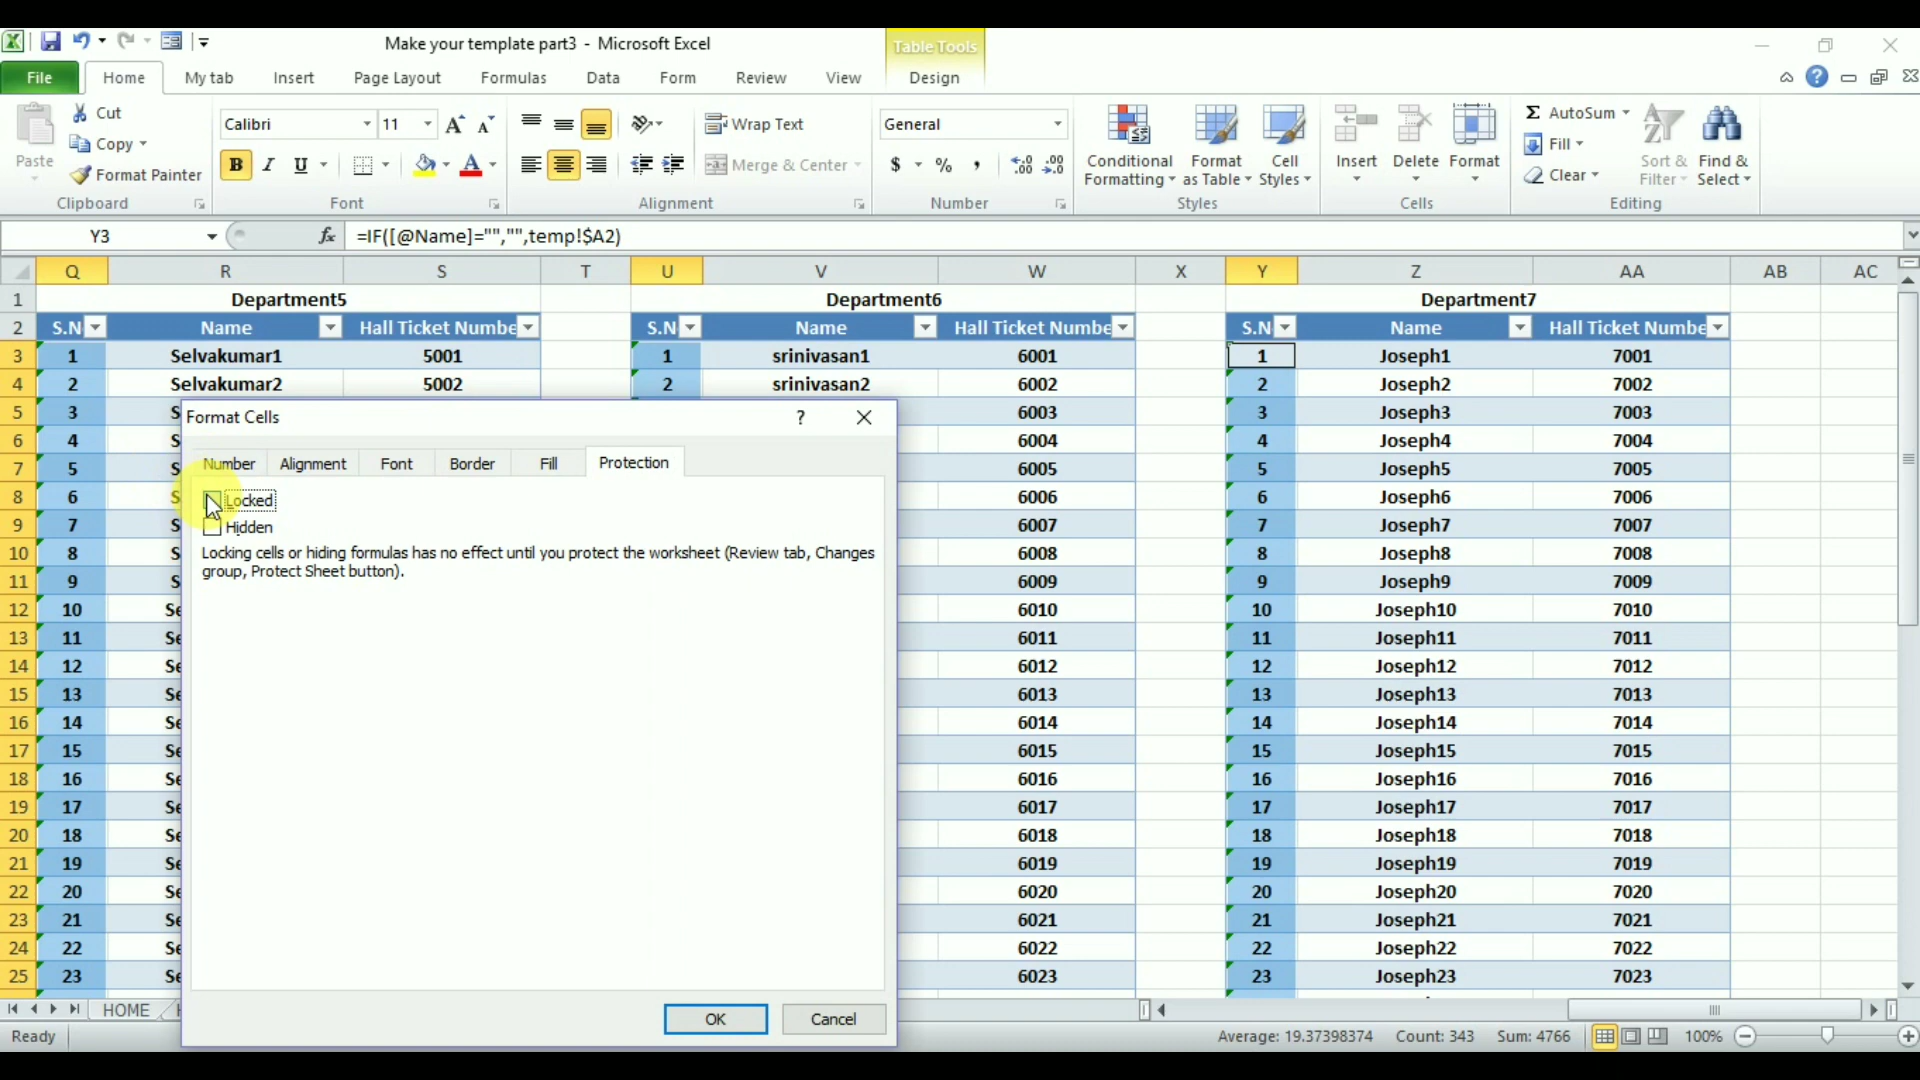 Make your template part3 - Microsoft Excel
Table Tools
File Home My tab Insert Page Layout Formulas Data Form Review View Design
Cut
Copy
Format Painter
Paste
Clipboard
Calibri 11
B I U
Font
Wrap Text
Merge & Center
Alignment
General
$ % ,
Number
Conditional Formatting
Format as Table
Cell Styles
Styles
Insert Delete Format
Cells
AutoSum
Fill
Clear
Sort & Filter
Find & Select
Editing
Y3 fx =IF([@Name]="","",temp!$A2)
Q R S T U V W X Y Z AA AB AC
1 Department5 Department6 Department7
2 S.N Name Hall Ticket Numbe S.N Name Hall Ticket Numbe S.N Name Hall Ticket Numbe
3 1 Selvakumar1 5001 1 srinivasan1 6001 1 Joseph1 7001
4 2 Selvakumar2 5002 2 srinivasan2 6002 2 Joseph2 7002
5 3 S 6003 3 Joseph3 7003
6 4 S 6004 4 Joseph4 7004
7 5 S 6005 5 Joseph5 7005
8 6 S 6006 6 Joseph6 7006
9 7 S 6007 7 Joseph7 7007
10 8 S 6008 8 Joseph8 7008
11 9 S 6009 9 Joseph9 7009
12 10 Se 6010 10 Joseph10 7010
13 11 Se 6011 11 Joseph11 7011
14 12 Se 6012 12 Joseph12 7012
15 13 Se 6013 13 Joseph13 7013
16 14 Se 6014 14 Joseph14 7014
17 15 Se 6015 15 Joseph15 7015
18 16 Se 6016 16 Joseph16 7016
19 17 Se 6017 17 Joseph17 7017
20 18 Se 6018 18 Joseph18 7018
21 19 Se 6019 19 Joseph19 7019
22 20 Se 6020 20 Joseph20 7020
23 21 Se 6021 21 Joseph21 7021
24 22 Se 6022 22 Joseph22 7022
25 23 Se 6023 23 Joseph23 7023
Format Cells ?
Number Alignment Font Border Fill Protection
Locked
Hidden
Locking cells or hiding formulas has no effect until you protect the worksheet (Review tab, Changes
group, Protect Sheet button).
OK Cancel
HOME
Ready Average: 19.37398374 Count: 343 Sum: 4766 100%